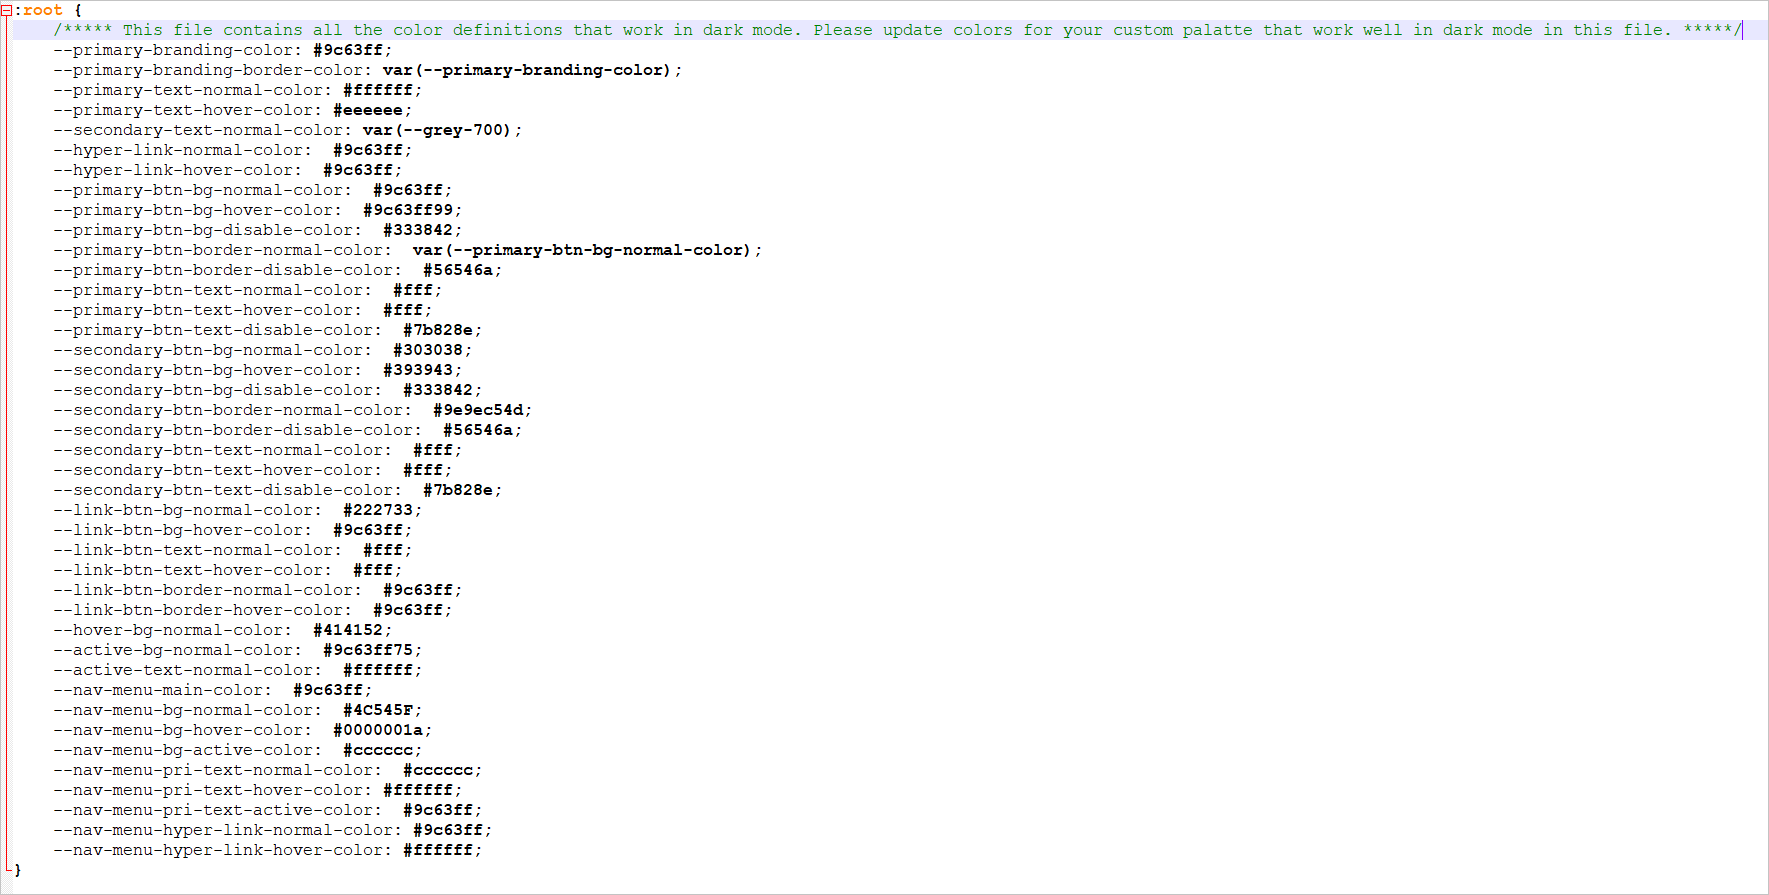 :root {
/***** This file contains all the color definitions that work in dark mode. Please update colors for your custom palatte that work well in dark mode in this file. *****/
--primary-branding-color: #9c63ff;
--primary-branding-border-color: var(--primary-branding-color);
--primary-text-normal-color: #ffffff;
--primary-text-hover-color: #eeeeee;
--secondary-text-normal-color: var(--grey-700);
--hyper-link-normal-color:  #9c63ff;
--hyper-link-hover-color:  #9c63ff;
--primary-btn-bg-normal-color:  #9c63ff;
--primary-btn-bg-hover-color:  #9c63ff99;
--primary-btn-bg-disable-color:  #333842;
--primary-btn-border-normal-color:  var(--primary-btn-bg-normal-color);
--primary-btn-border-disable-color:  #56546a;
--primary-btn-text-normal-color:  #fff;
--primary-btn-text-hover-color:  #fff;
--primary-btn-text-disable-color:  #7b828e;
--secondary-btn-bg-normal-color:  #303038;
--secondary-btn-bg-hover-color:  #393943;
--secondary-btn-bg-disable-color:  #333842;
--secondary-btn-border-normal-color:  #9e9ec54d;
--secondary-btn-border-disable-color:  #56546a;
--secondary-btn-text-normal-color:  #fff;
--secondary-btn-text-hover-color:  #fff;
--secondary-btn-text-disable-color:  #7b828e;
--link-btn-bg-normal-color:  #222733;
--link-btn-bg-hover-color:  #9c63ff;
--link-btn-text-normal-color:  #fff;
--link-btn-text-hover-color:  #fff;
--link-btn-border-normal-color:  #9c63ff;
--link-btn-border-hover-color:  #9c63ff;
--hover-bg-normal-color:  #414152;
--active-bg-normal-color:  #9c63ff75;
--active-text-normal-color:  #ffffff;
--nav-menu-main-color:  #9c63ff;
--nav-menu-bg-normal-color:  #4C545F;
--nav-menu-bg-hover-color:  #0000001a;
--nav-menu-bg-active-color:  #cccccc;
--nav-menu-pri-text-normal-color:  #cccccc;
--nav-menu-pri-text-hover-color: #ffffff;
--nav-menu-pri-text-active-color:  #9c63ff;
--nav-menu-hyper-link-normal-color: #9c63ff;
--nav-menu-hyper-link-hover-color: #ffffff;
}